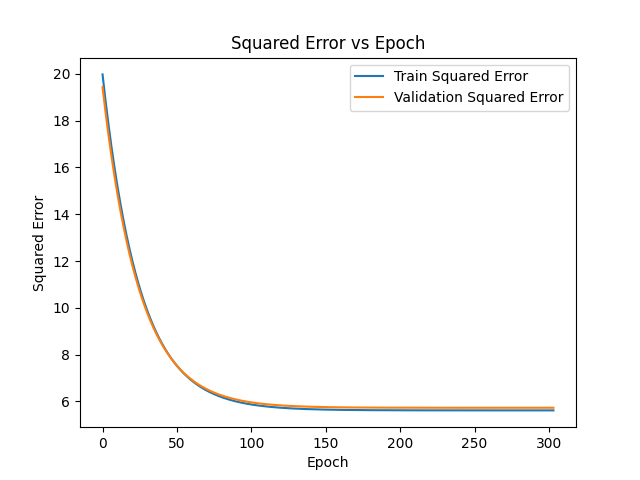 Squared Error vs Epoch
Train Squared Error
Validation Squared Error
20
18
16
14
12
10
8
6
Squared Error
0 50 100 150 200 250 300
Epoch